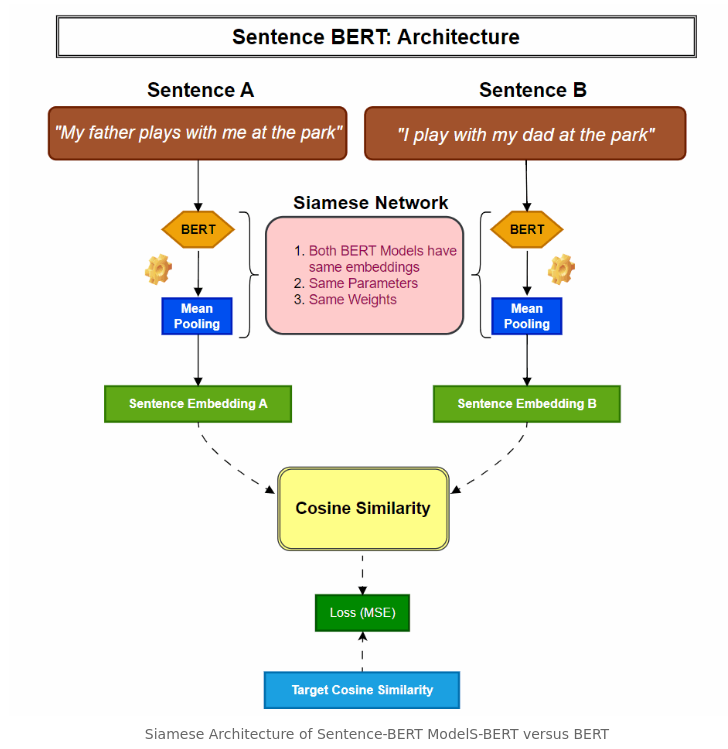 Sentence BERT: Architecture
Sentence A
Sentence B
"My father plays with me at the park"
"I play with my dad at the park"
Siamese Network
BERT
BERT
1. Both BERT Models have
same embeddings
2. Same Parameters
3. Same Weights
Mean
Pooling
Mean
Pooling
Sentence Embedding A
Sentence Embedding B
Cosine Similarity
Loss (MSE)
Target Cosine Similarity
Siamese Architecture of Sentence-BERT ModelS-BERT versus BERT